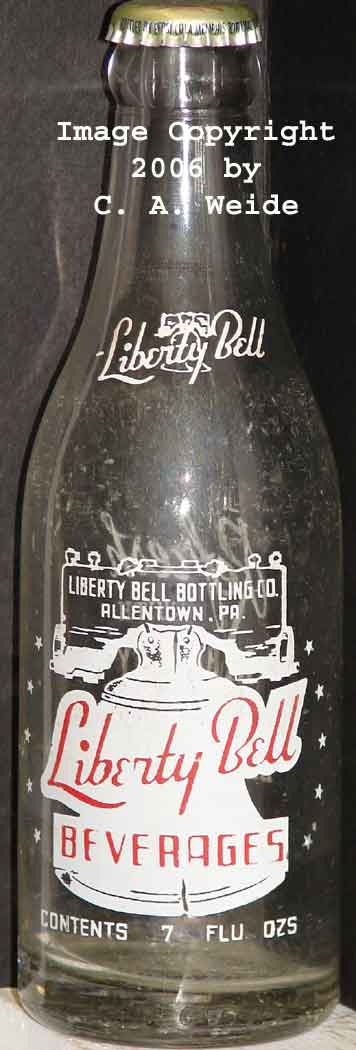 Image Copyright
2006 by
C. A. Weide
Liberty Bell
LIBERTY BELL BOTTLING CO.
ALLENTOWN, PA.
Liberty Bell
BEVERAGES
CONTENTS 7 FLU OZS